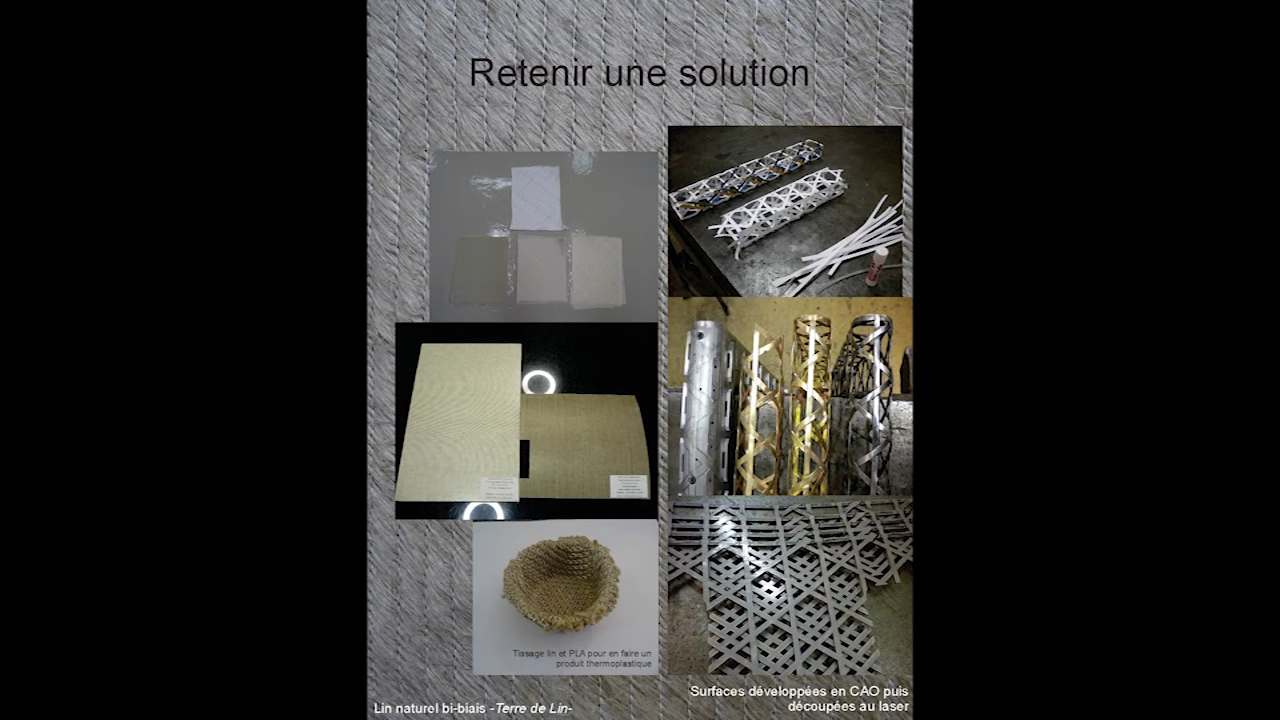 Retenir une solution
Tissage lin et PLA pour en faire un
produit thermoplastique
Surfaces développées en CAO puis
découpées au laser
Lin naturel bi-biais -Terre de Lin-